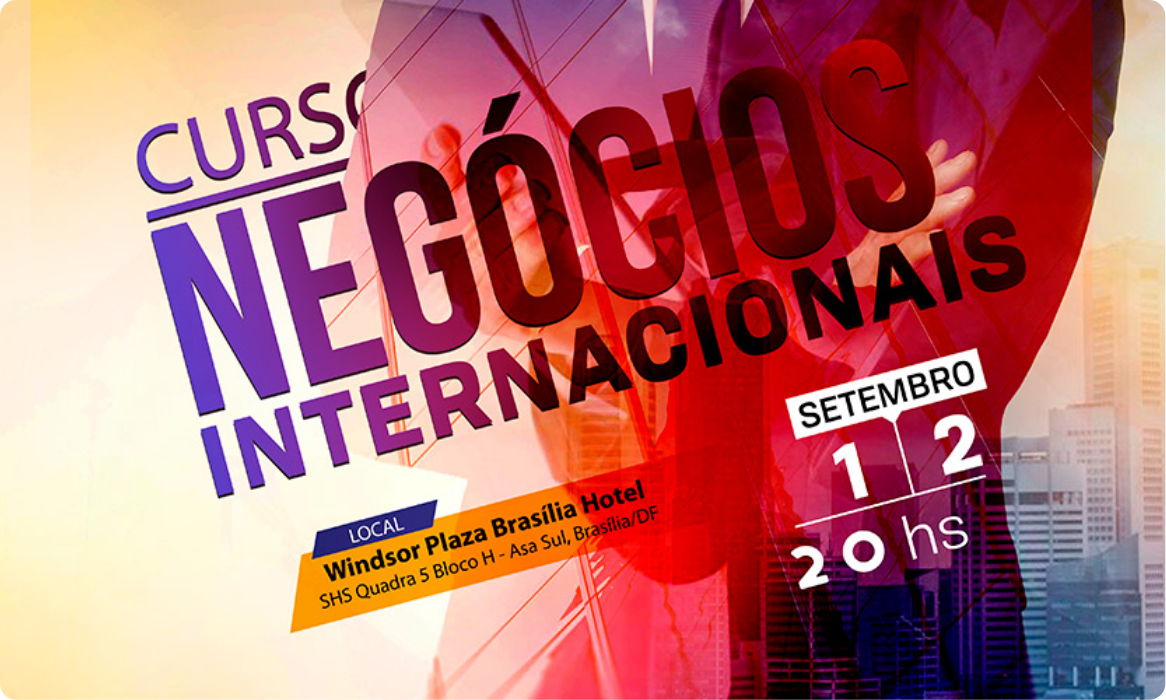 CURSO
NEGÓCIOS
INTERNACIONAIS
SETEMBRO
1 2
20 hs
LOCAL
Windsor Plaza Brasília Hotel
SHS Quadra 5 Bloco H - Asa Sul, Brasília/DF